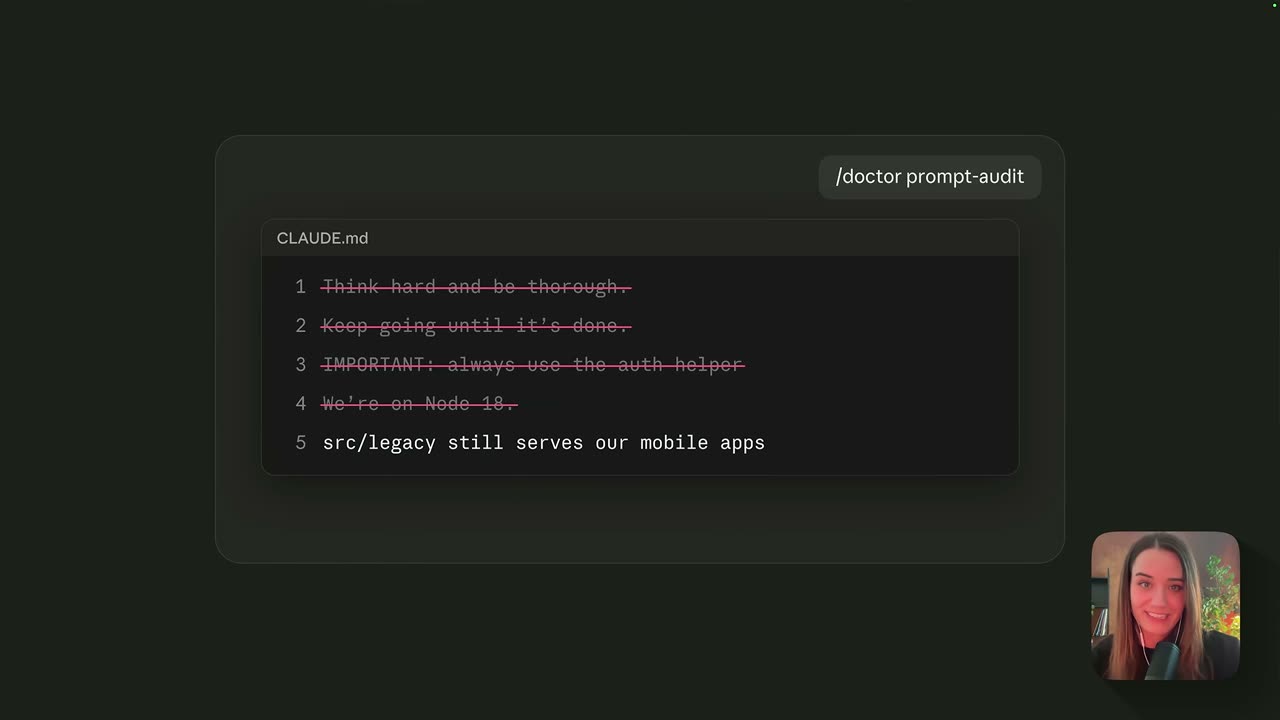 /doctor prompt-audit
CLAUDE.md
1 Think hard and be thorough.
2 Keep going until it’s done.
3 IMPORTANT: always use the auth helper
4 We’re on Node 18.
5 src/legacy still serves our mobile apps